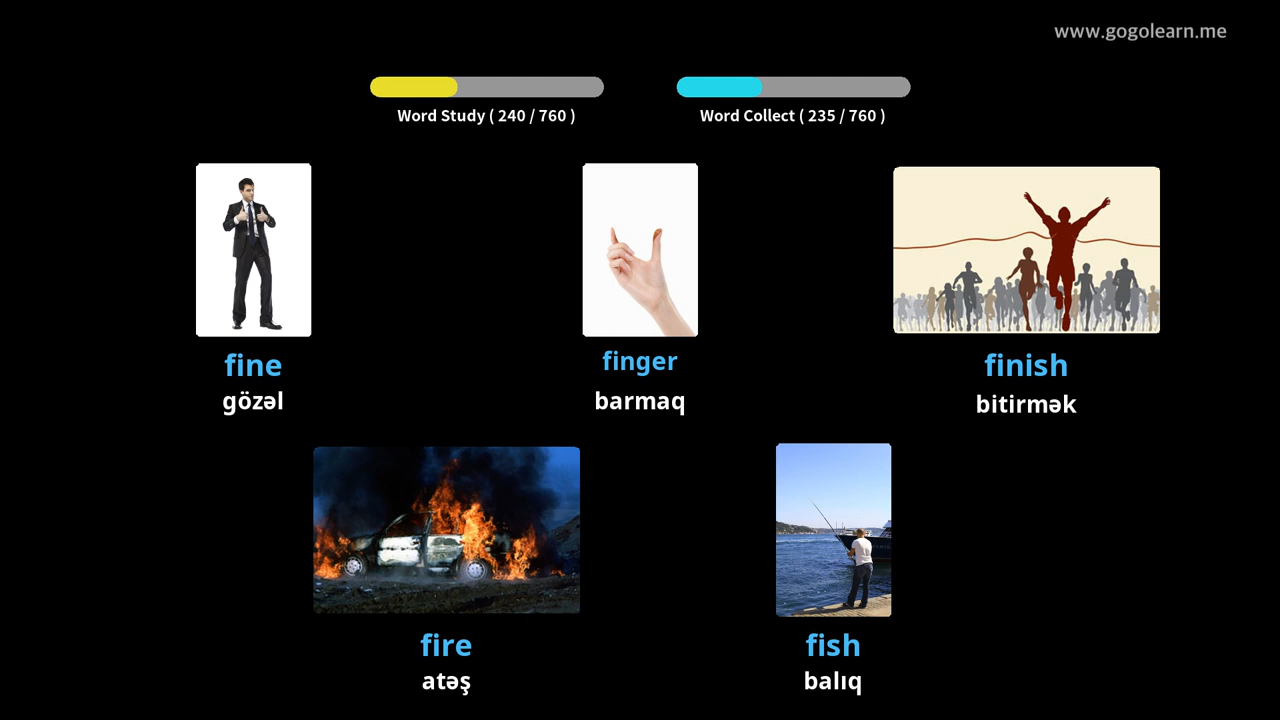 www.gogolearn.me
Word Study ( 240 / 760 )
Word Collect ( 235 / 760 )
fine
gözəl
finger
barmaq
finish
bitirmək
fire
atəş
fish
balıq